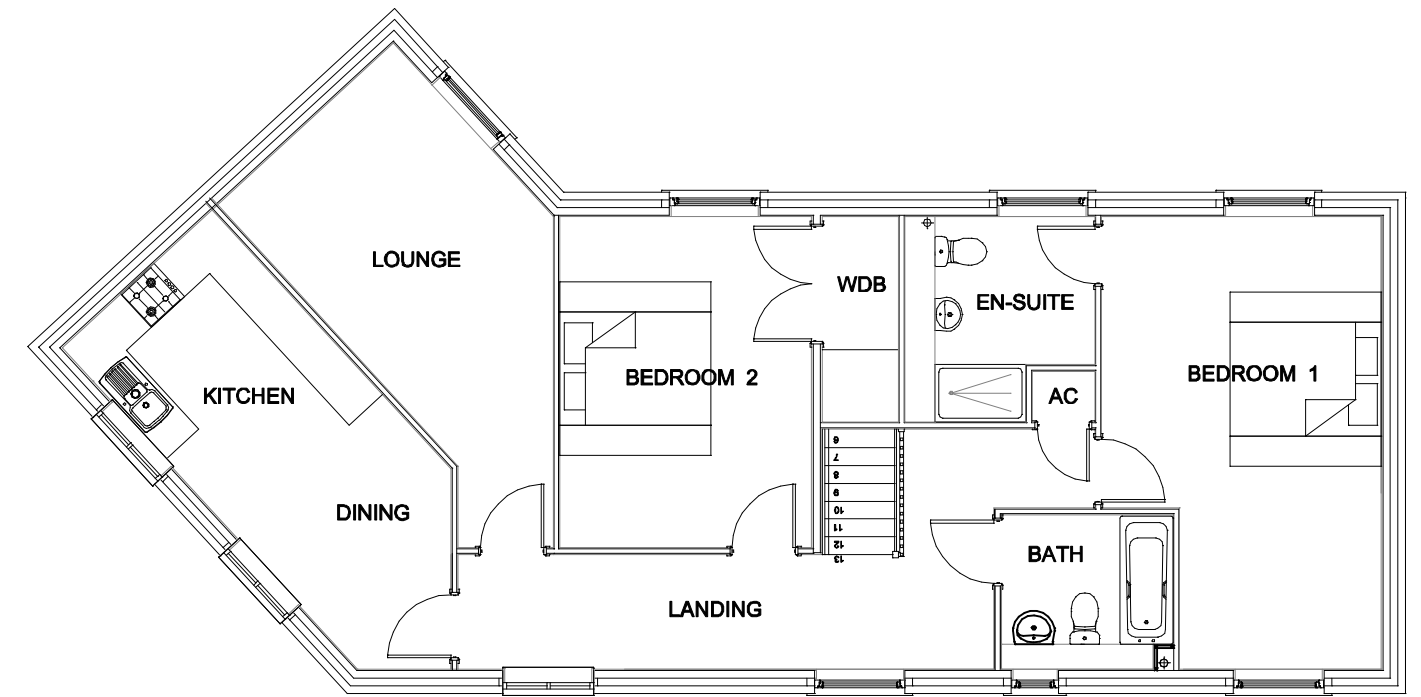 LOUNGE
WDB
EN-SUITE
BEDROOM 2
BEDROOM 1
KITCHEN
AC
6
7
8
9
10
11
12
13
DINING
BATH
LANDING